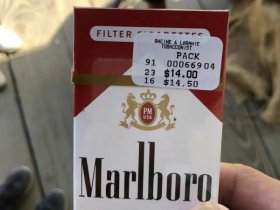 FILTER CIGARETTES
RACINE & LARAMIE
TOBACCONIST
PACK
91 00066904
23 $14.00
16 $14.50
PM
USA
Marlboro